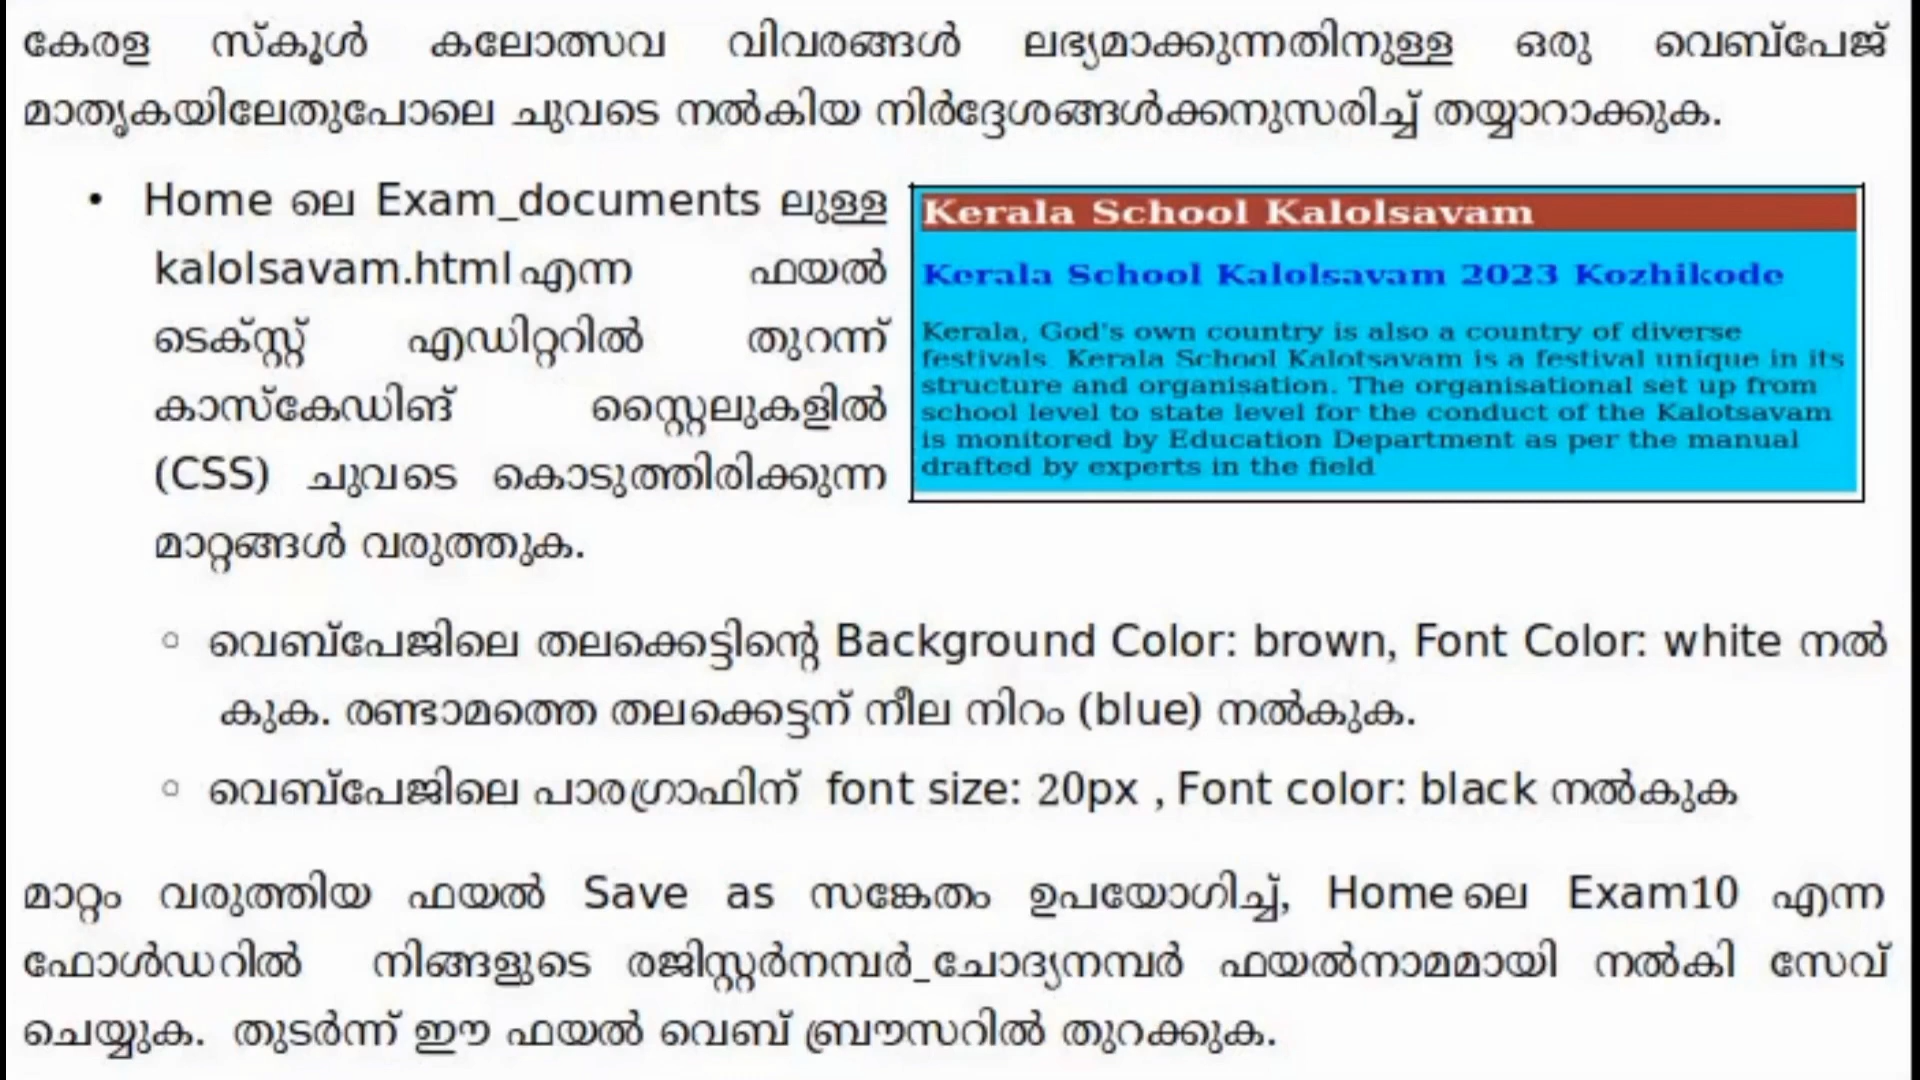 കേരള സ്കൂൾ കലോത്സവ വിവരങ്ങൾ ലഭ്യമാക്കുന്നതിനുള്ള ഒരു വെബ്പേജ്
മാതൃകയിലേതുപോലെ ചുവടെ നൽകിയ നിർദ്ദേശങ്ങൾക്കനുസരിച്ച് തയ്യാറാക്കുക.
• Home ലെ Exam_documents ലുള്ള
kalolsavam.html എന്ന ഫയൽ
ടെക്സ്റ്റ് എഡിറ്ററിൽ തുറന്ന്
കാസ്കേഡിങ് സ്റ്റൈലുകളിൽ
(CSS) ചുവടെ കൊടുത്തിരിക്കുന്ന
മാറ്റങ്ങൾ വരുത്തുക.
Kerala School Kalolsavam
Kerala School Kalolsavam 2023 Kozhikode
Kerala, God's own country is also a country of diverse
festivals. Kerala School Kalotsavam is a festival unique in its
structure and organisation. The organisational set up from
school level to state level for the conduct of the Kalotsavam
is monitored by Education Department as per the manual
drafted by experts in the field
◦ വെബ്പേജിലെ തലക്കെട്ടിന്റെ Background Color: brown, Font Color: white നൽ
കുക. രണ്ടാമത്തെ തലക്കെട്ടന് നീല നിറം (blue) നൽകുക.
◦ വെബ്പേജിലെ പാരഗ്രാഫിന് font size: 20px , Font color: black നൽകുക
മാറ്റം വരുത്തിയ ഫയൽ Save as സങ്കേതം ഉപയോഗിച്ച്, Home ലെ Exam10 എന്ന
ഫോൾഡറിൽ നിങ്ങളുടെ രജിസ്റ്റർനമ്പർ_ചോദ്യനമ്പർ ഫയൽനാമമായി നൽകി സേവ്
ചെയ്യുക. തുടർന്ന് ഈ ഫയൽ വെബ് ബ്രൗസറിൽ തുറക്കുക.